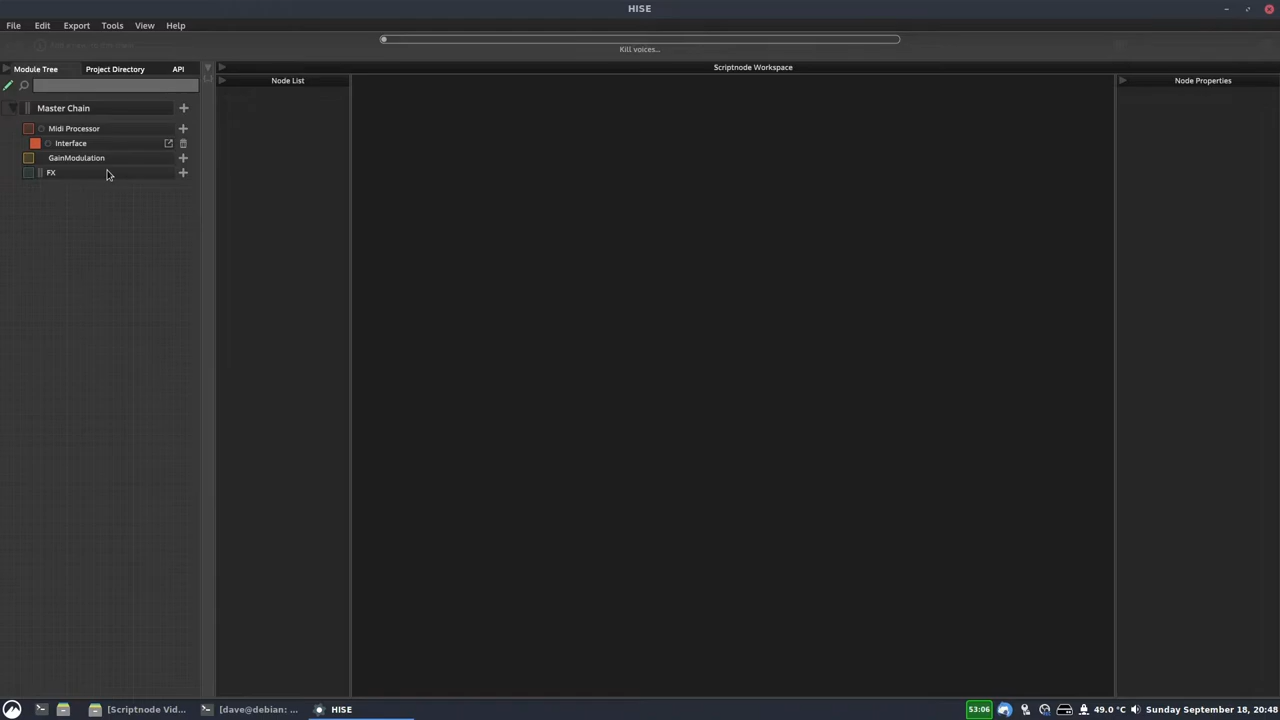 HISE
File Edit Export Tools View Help
Kill voices...
Module Tree Project Directory API
Scriptnode Workspace
Node List
Node Properties
Master Chain
Midi Processor
Interface
GainModulation
FX
[Scriptnode Vid...
[dave@debian: ...
HISE
53:06
49.0 °C
Sunday September 18, 20:48